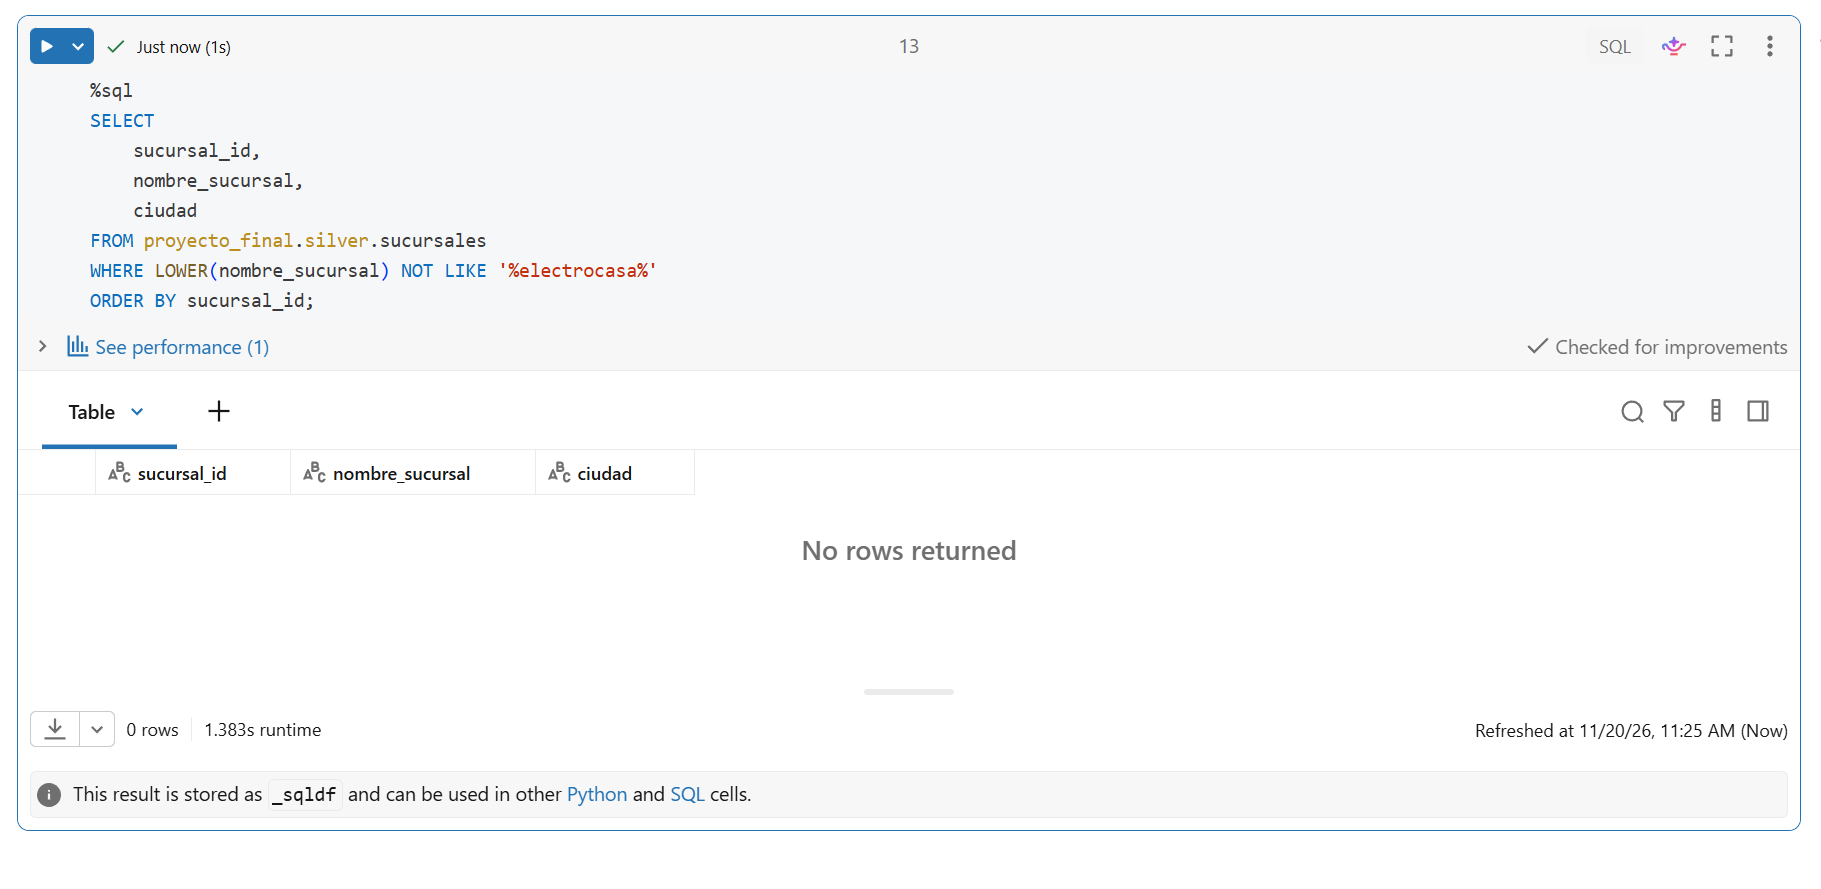 Just now (1s)
13
SQL
%sql
SELECT
    sucursal_id,
    nombre_sucursal,
    ciudad
FROM proyecto_final.silver.sucursales
WHERE LOWER(nombre_sucursal) NOT LIKE '%electrocasa%'
ORDER BY sucursal_id;
See performance (1)
Checked for improvements
Table
ABC sucursal_id ABC nombre_sucursal ABC ciudad
No rows returned
0 rows 1.383s runtime
Refreshed at 11/20/26, 11:25 AM (Now)
This result is stored as _sqldf and can be used in other Python and SQL cells.